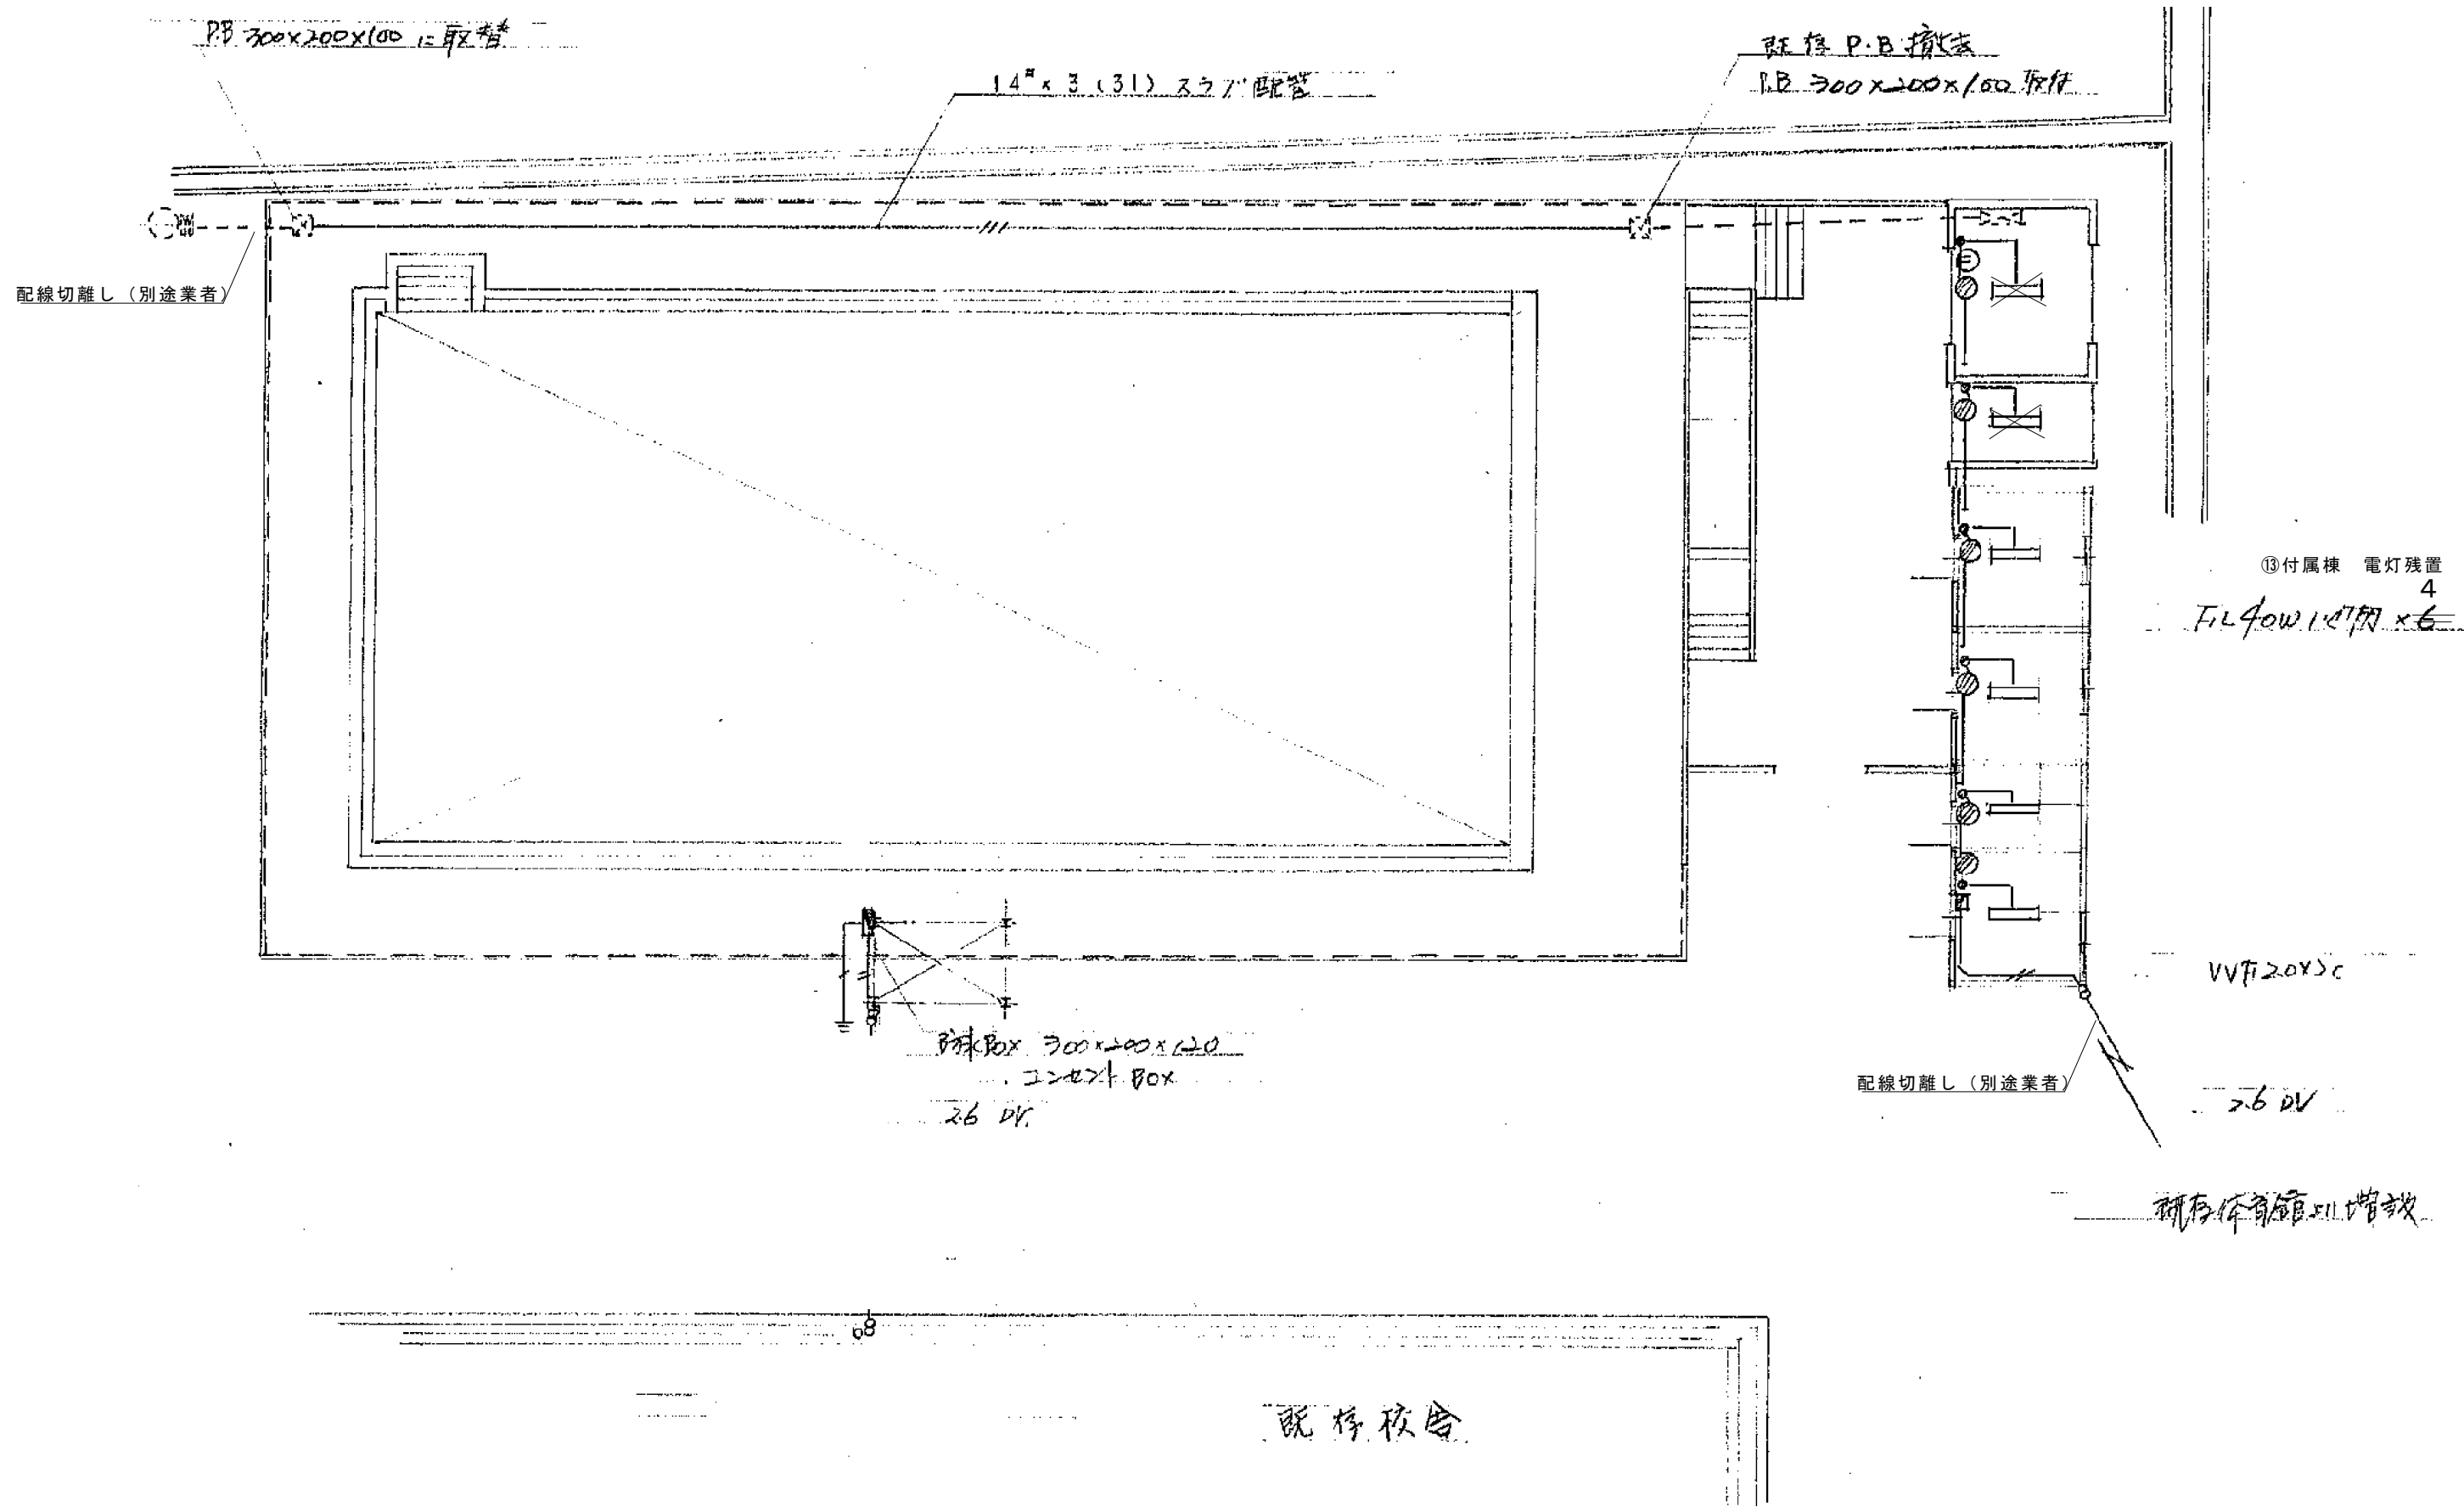 P.B 300×200×100 に取替
14□×3 (31) スラブ配管
既存 P.B 撤去
P.B 300×200×100 取付
配線切離し（別途業者）
⑬付属棟　電灯残置
4
FL40W 1灯用 ×6
VVF2.0×2C
防水BOX 300×200×120
コンセントBOX
2.6 DV
配線切離し（別途業者）
2.6 DV
既存体育館より増設
既存校舎